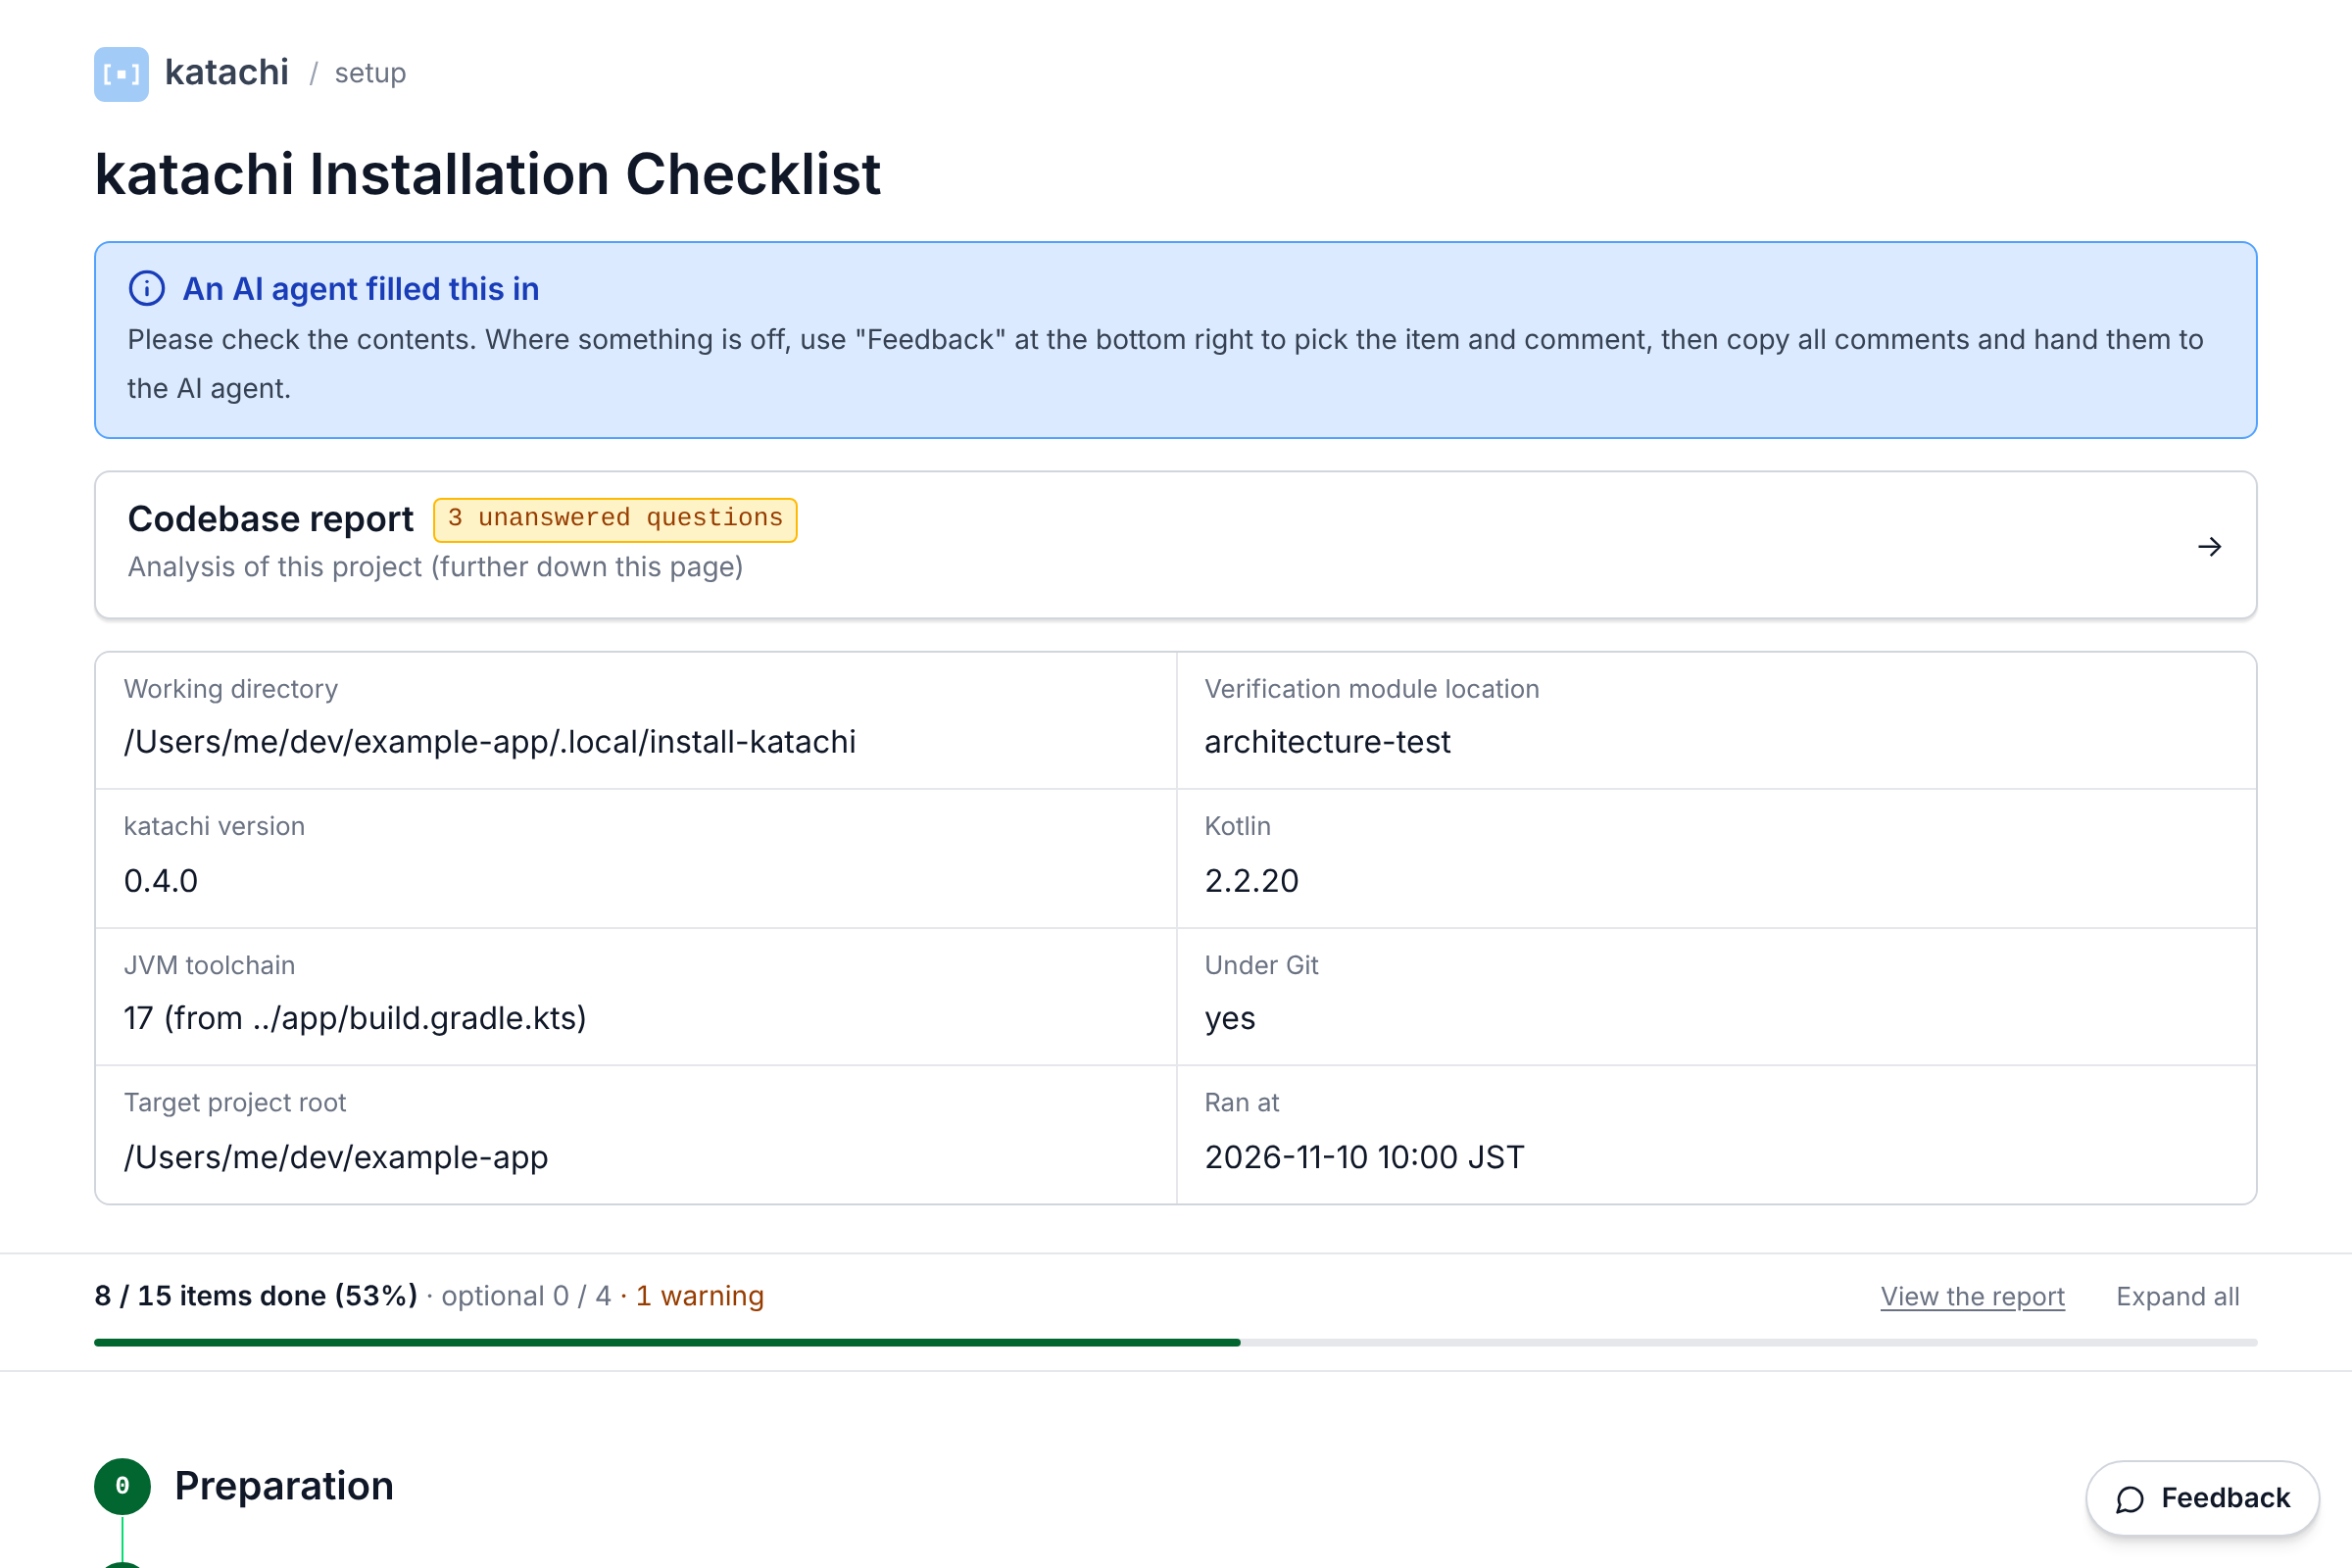 [▪] katachi / setup
katachi Installation Checklist
An AI agent filled this in
Please check the contents. Where something is off, use "Feedback" at the bottom right to pick the item and comment, then copy all comments and hand them to
the AI agent.
Codebase report 3 unanswered questions
Analysis of this project (further down this page)
→
Working directory
/Users/me/dev/example-app/.local/install-katachi
Verification module location
architecture-test
katachi version
0.4.0
Kotlin
2.2.20
JVM toolchain
17 (from ../app/build.gradle.kts)
Under Git
yes
Target project root
/Users/me/dev/example-app
Ran at
2026-11-10 10:00 JST
8 / 15 items done (53%) · optional 0 / 4 · 1 warning
View the report
Expand all
0 Preparation
Feedback